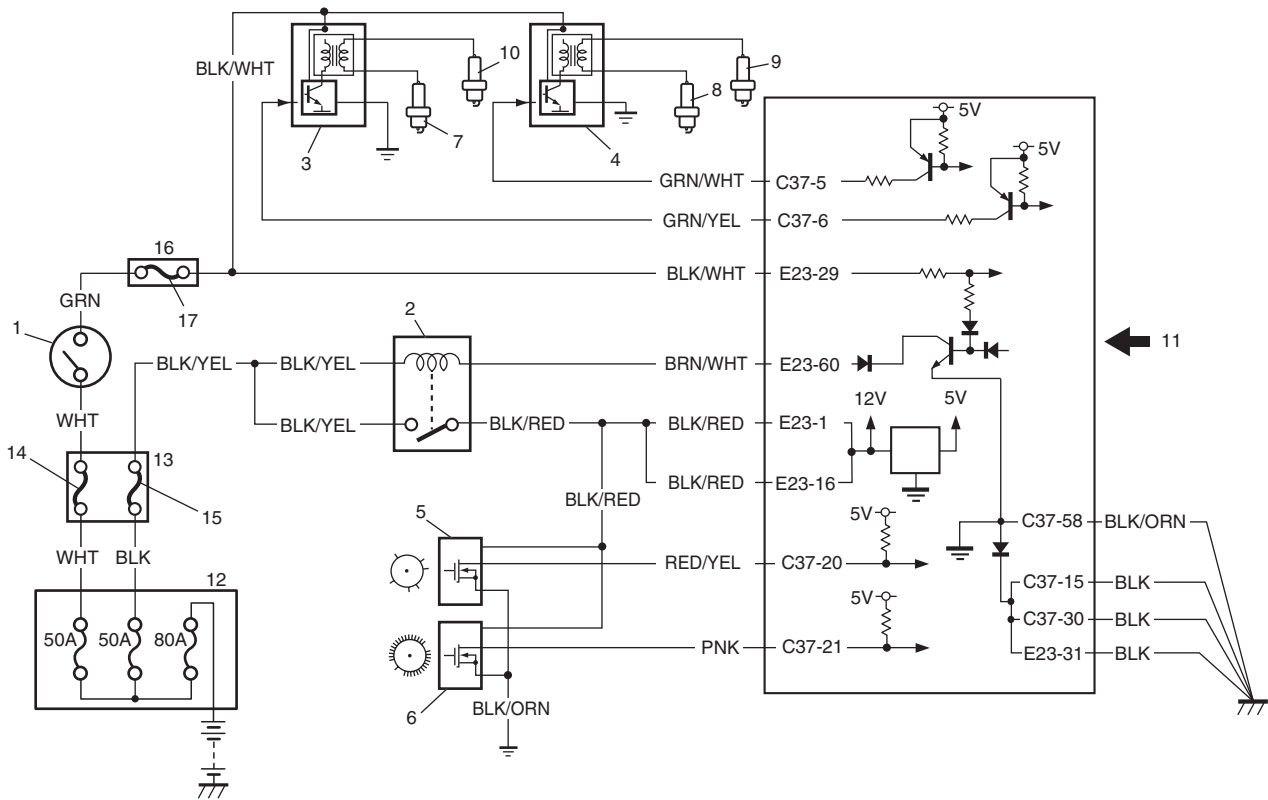 10
9
BLK/WHT
8
7
3
4
5V
5V
GRN/WHT
C37-5
GRN/YEL
C37-6
16
BLK/WHT
E23-29
GRN
17
1
2
11
BLK/YEL
BLK/YEL
BRN/WHT
E23-60
12V
5V
WHT
BLK/YEL
BLK/RED
BLK/RED
E23-1
14
13
BLK/RED
E23-16
15
BLK/RED
5
5V
C37-58
BLK/ORN
WHT
BLK
RED/YEL
C37-20
12
C37-15
BLK
5V
50A
50A
80A
C37-30
BLK
PNK
C37-21
E23-31
BLK
6
BLK/ORN